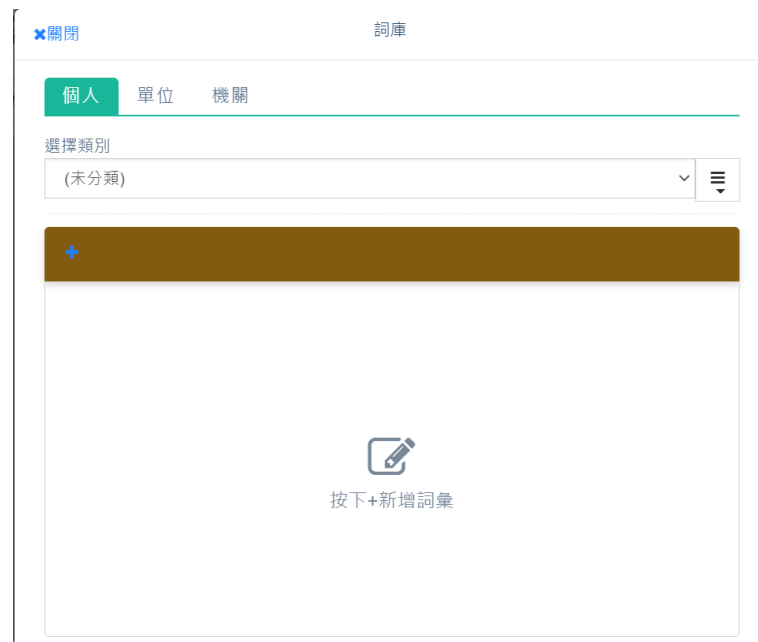 ✖關閉
詞庫
個人 單位 機關
選擇類別
(未分類)
+
按下+新增詞彙